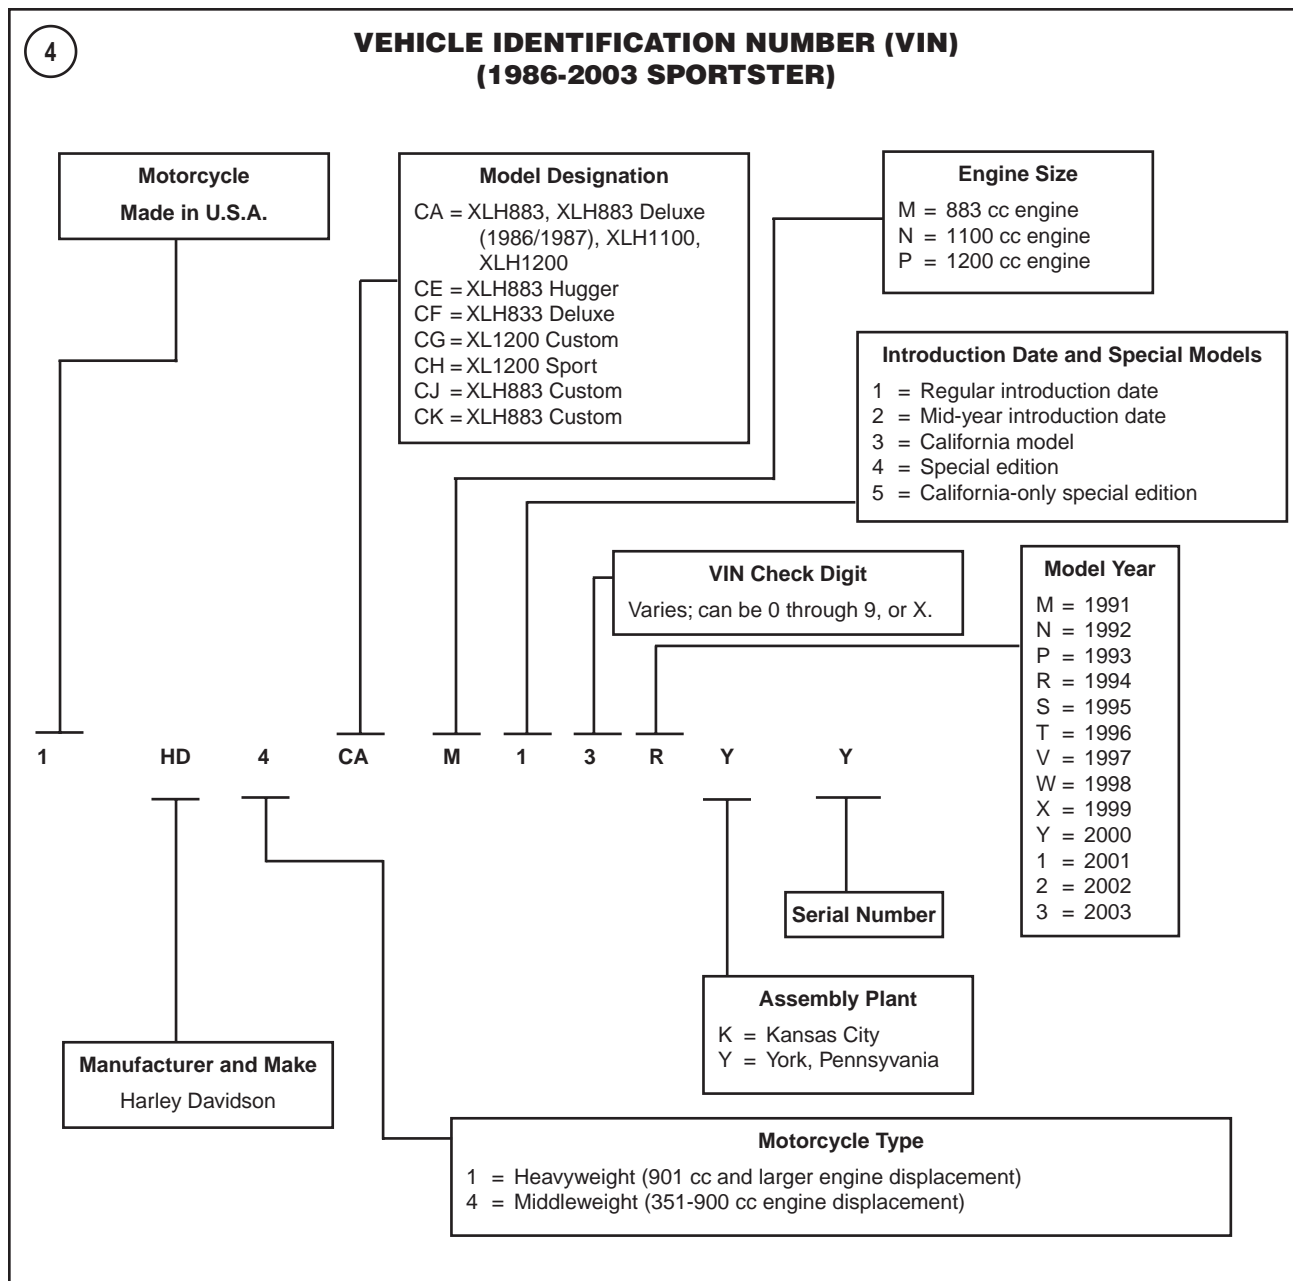 4
VEHICLE IDENTIFICATION NUMBER (VIN)
(1986-2003 SPORTSTER)
Motorcycle
Made in U.S.A.
Model Designation
CA = XLH883, XLH883 Deluxe
(1986/1987), XLH1100,
XLH1200
CE = XLH883 Hugger
CF = XLH833 Deluxe
CG = XL1200 Custom
CH = XL1200 Sport
CJ = XLH883 Custom
CK = XLH883 Custom
Engine Size
M = 883 cc engine
N = 1100 cc engine
P = 1200 cc engine
Introduction Date and Special Models
1 = Regular introduction date
2 = Mid-year introduction date
3 = California model
4 = Special edition
5 = California-only special edition
VIN Check Digit
Varies; can be 0 through 9, or X.
Model Year
M = 1991
N = 1992
P = 1993
R = 1994
S = 1995
T = 1996
V = 1997
W = 1998
X = 1999
Y = 2000
1 = 2001
2 = 2002
3 = 2003
1 HD 4 CA M 1 3 R Y Y
Serial Number
Assembly Plant
K = Kansas City
Y = York, Pennsyvania
Manufacturer and Make
Harley Davidson
Motorcycle Type
1 = Heavyweight (901 cc and larger engine displacement)
4 = Middleweight (351-900 cc engine displacement)